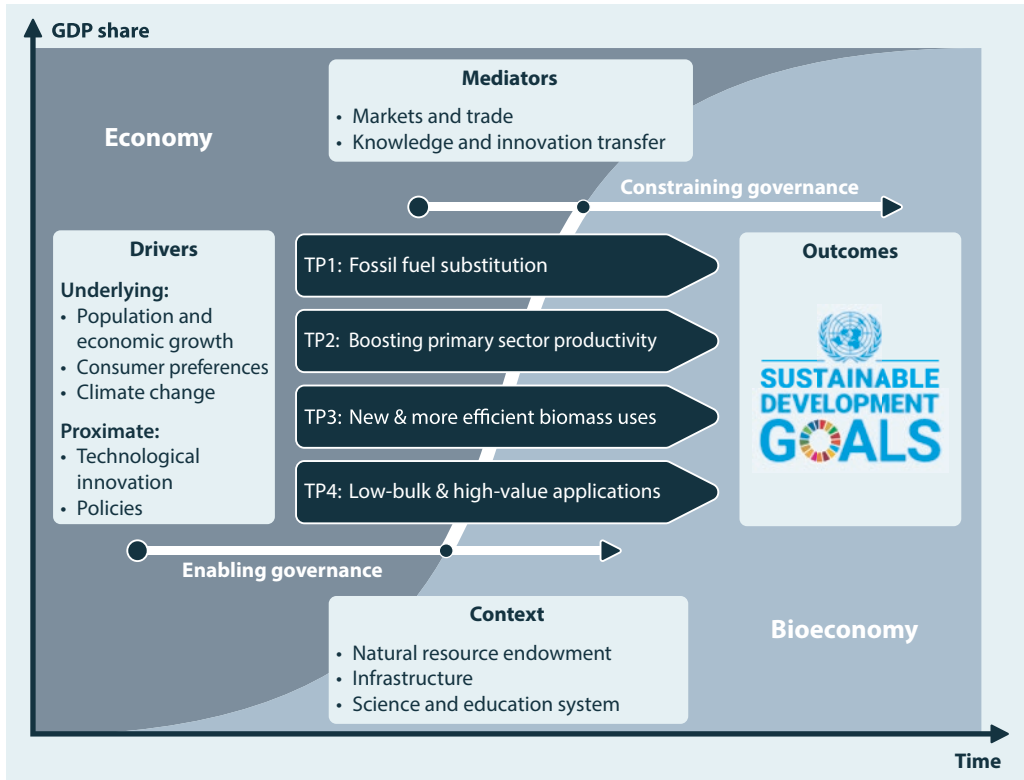 GDP share
Mediators
• Markets and trade
• Knowledge and innovation transfer
Economy
Constraining governance
Drivers
Underlying:
• Population and
economic growth
• Consumer preferences
• Climate change
Proximate:
• Technological
innovation
• Policies
TP1: Fossil fuel substitution
TP2: Boosting primary sector productivity
TP3: New & more efficient biomass uses
TP4: Low-bulk & high-value applications
Outcomes
SUSTAINABLE
DEVELOPMENT
GOALS
Enabling governance
Context
• Natural resource endowment
• Infrastructure
• Science and education system
Bioeconomy
Time